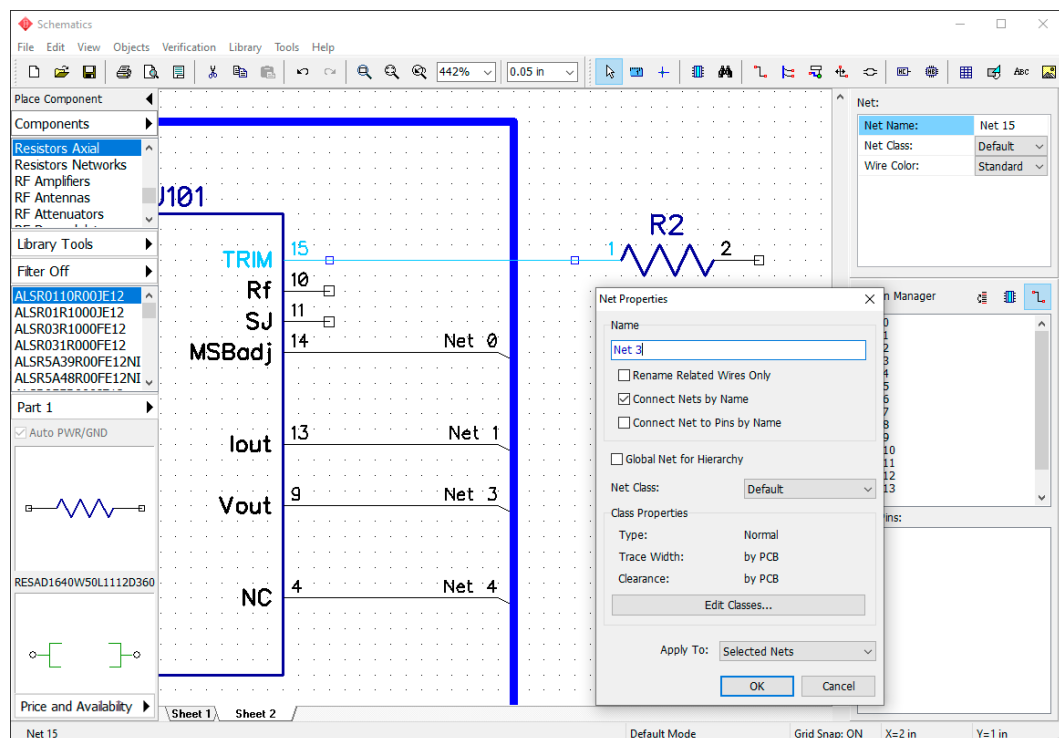 Schematics
File Edit View Objects Verification Library Tools Help
442% 0.05 in ABC
Place Component
Components
Resistors Axial
Resistors Networks
RF Amplifiers
RF Antennas
RF Attenuators
Library Tools
Filter Off
ALSR0110R00JE12
ALSR01R1000JE12
ALSR03R1000FE12
ALSR031R000FE12
ALSR5A39R00FE12NI
ALSR5A48R00FE12NI
Part 1
Auto PWR/GND
RESAD1640W50L1112D360
Price and Availability
U101
TRIM 15
Rf 10
SJ 11
MSBadj 14 Net 0
Iout 13 Net 1
Vout 9 Net 3
NC 4 Net 4
R2
1 2
Sheet 1 Sheet 2
Net Properties
Name
Net 3
Rename Related Wires Only
Connect Nets by Name
Connect Net to Pins by Name
Global Net for Hierarchy
Net Class: Default
Class Properties
Type: Normal
Trace Width: by PCB
Clearance: by PCB
Edit Classes...
Apply To: Selected Nets
OK Cancel
Net:
Net Name: Net 15
Net Class: Default
Wire Color: Standard
Manager
0
1
2
3
4
5
6
7
8
9
10
11
12
13
ins:
Net 15 Default Mode Grid Snap: ON X=2 in Y=1 in